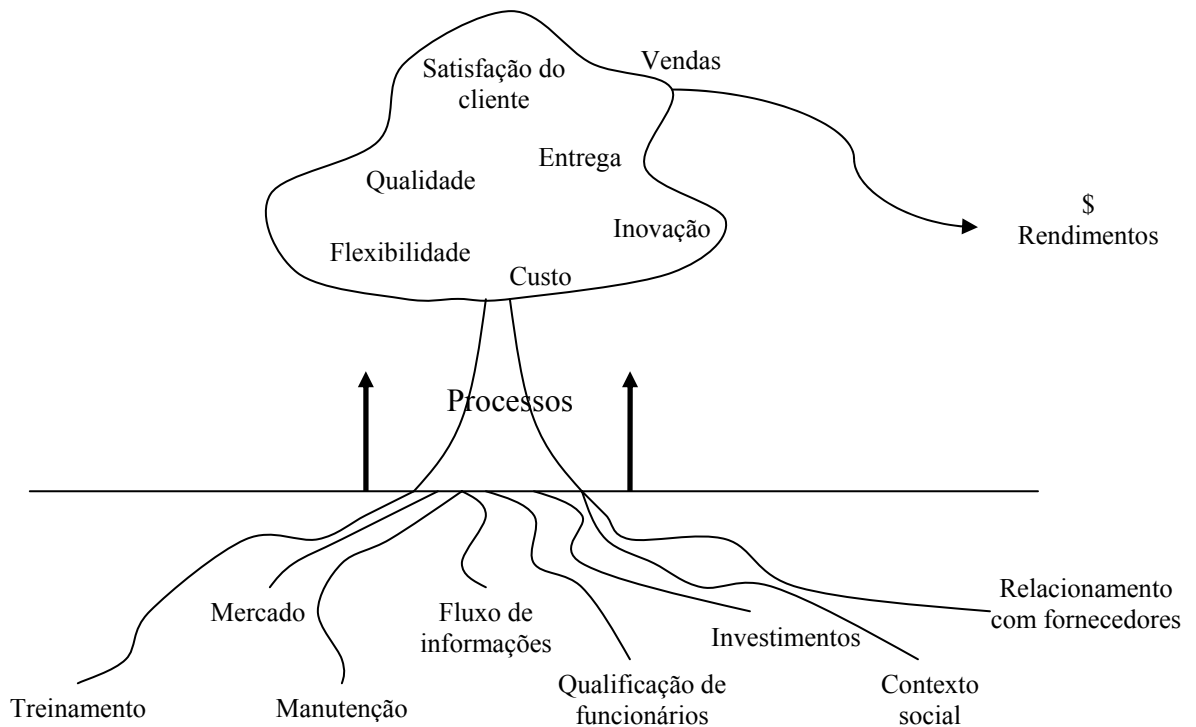 Vendas
Satisfação do
cliente
Entrega
Qualidade
$
Rendimentos
Inovação
Flexibilidade
Custo
Processos
Relacionamento
com fornecedores
Mercado
Fluxo de
informações
Investimentos
Treinamento
Manutenção
Qualificação de
funcionários
Contexto
social